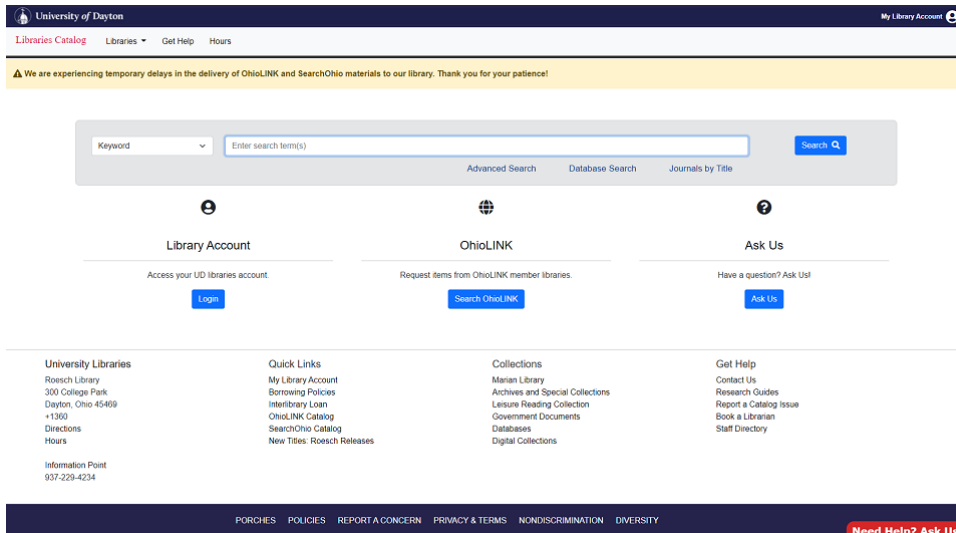 University of Dayton
My Library Account
Libraries Catalog Libraries Get Help Hours
We are experiencing temporary delays in the delivery of OhioLINK and SearchOhio materials to our library. Thank you for your patience!
Keyword Enter search term(s) Search
Advanced Search Database Search Journals by Title
Library Account
Access your UD libraries account.
Login
OhioLINK
Request items from OhioLINK member libraries.
Search OhioLINK
Ask Us
Have a question? Ask Us!
Ask Us
University Libraries
Roesch Library
300 College Park
Dayton, Ohio 45469
+1360
Directions
Hours
Information Point
937-229-4234
Quick Links
My Library Account
Borrowing Policies
Interlibrary Loan
OhioLINK Catalog
SearchOhio Catalog
New Titles: Roesch Releases
Collections
Marian Library
Archives and Special Collections
Leisure Reading Collection
Government Documents
Databases
Digital Collections
Get Help
Contact Us
Research Guides
Report a Catalog Issue
Book a Librarian
Staff Directory
PORCHES POLICIES REPORT A CONCERN PRIVACY & TERMS NONDISCRIMINATION DIVERSITY
Need Help? Ask Us